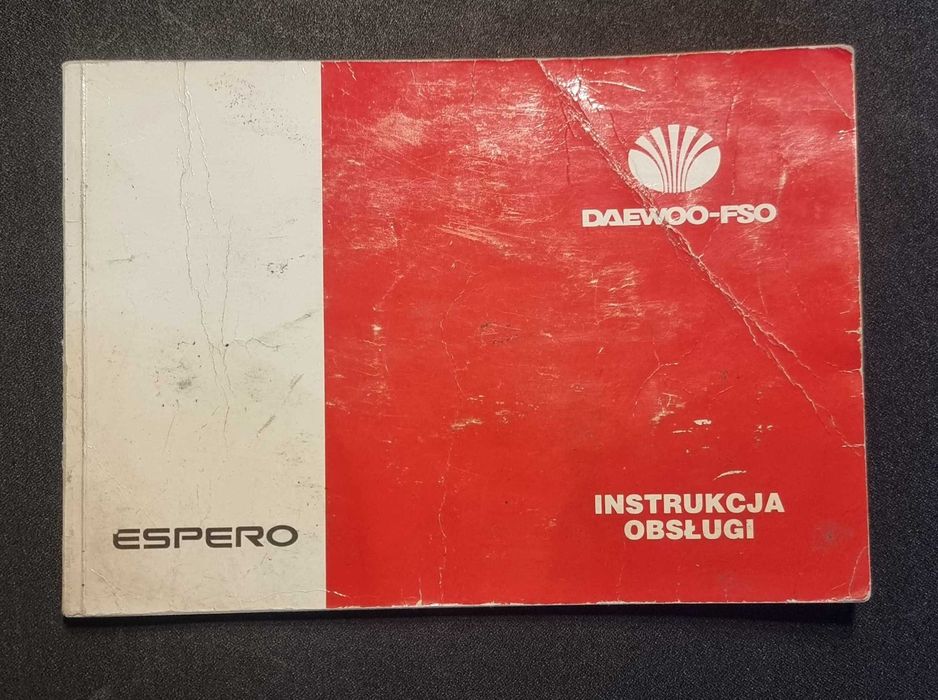 DAEWOO-FSO
INSTRUKCJA
OBSŁUGI
ESPERO